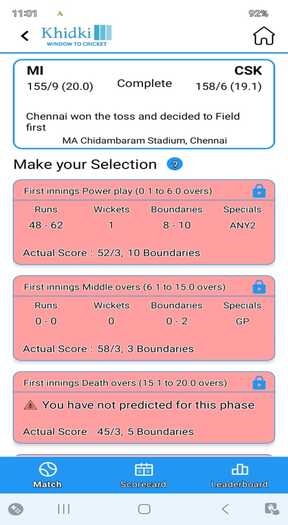 11:01
92%
Khidki
WINDOW TO CRICKET
MI
CSK
155/9 (20.0)
Complete
158/6 (19.1)
Chennai won the toss and decided to Field
first
MA Chidambaram Stadium, Chennai
Make your Selection ?
First innings Power play (0.1 to 6.0 overs)
Runs Wickets Boundaries Specials
48 - 62 1 8 - 10 ANY2
Actual Score : 52/3, 10 Boundaries
First innings Middle overs (6.1 to 15.0 overs)
Runs Wickets Boundaries Specials
0 - 0 0 0 - 2 GP
Actual Score : 58/3, 3 Boundaries
First innings Death overs (15.1 to 20.0 overs)
You have not predicted for this phase
Actual Score 45/3, 5 Boundaries
Match Scorecard Leaderboard